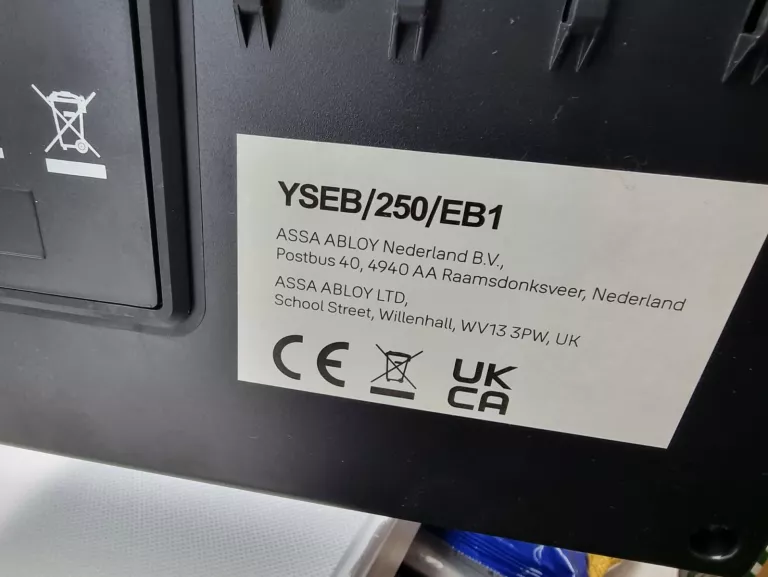 YSEB/250/EB1
ASSA ABLOY Nederland B.V.,
Postbus 40, 4940 AA Raamsdonksveer, Nederland
ASSA ABLOY LTD,
School Street, Willenhall, WV13 3PW, UK
CE
UK
CA